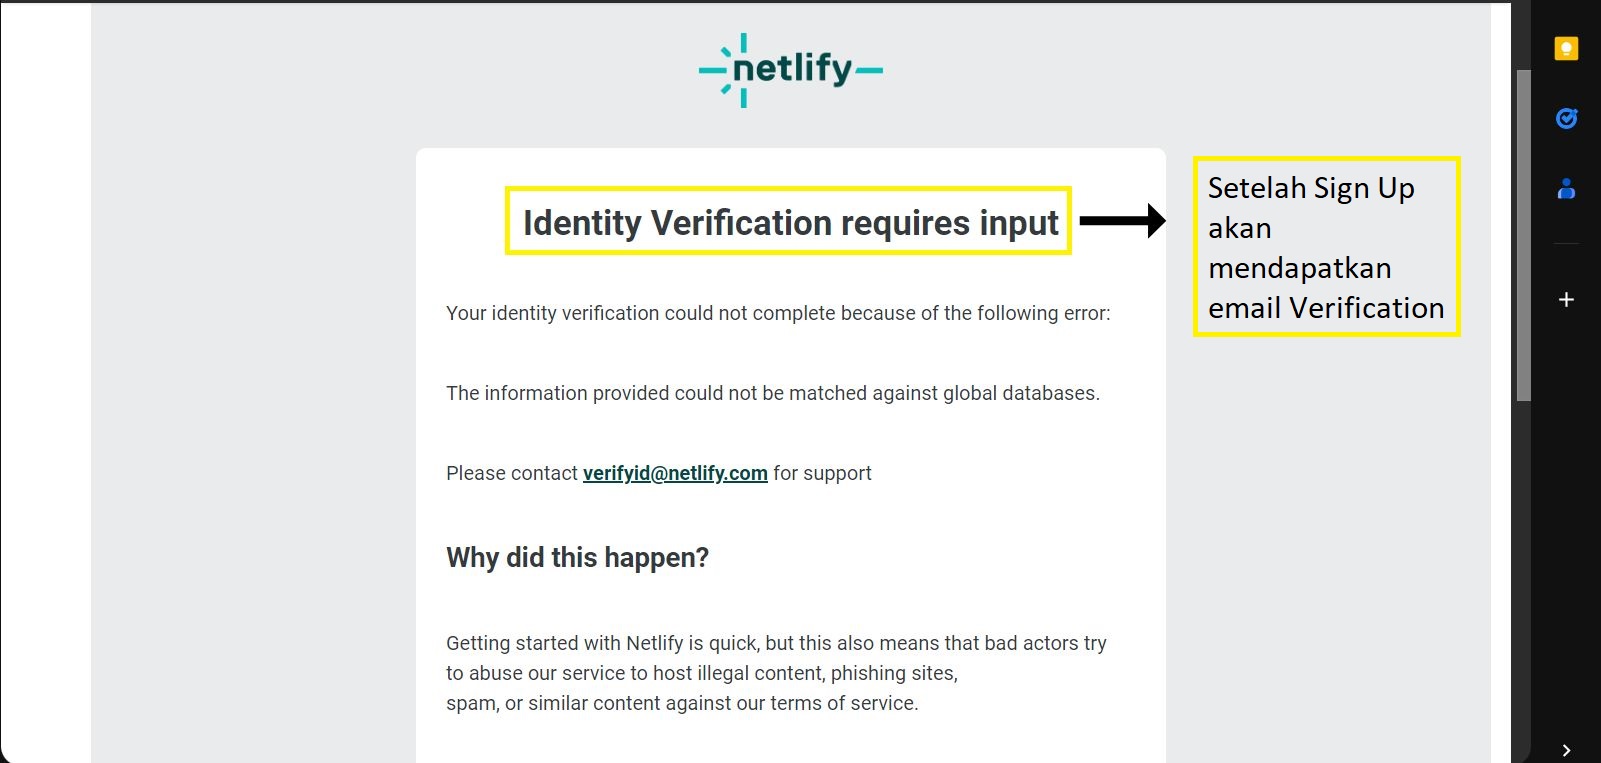 netlify
Identity Verification requires input
Setelah Sign Up
akan
mendapatkan
email Verification
Your identity verification could not complete because of the following error:
The information provided could not be matched against global databases.
Please contact verifyid@netlify.com for support
Why did this happen?
Getting started with Netlify is quick, but this also means that bad actors try
to abuse our service to host illegal content, phishing sites,
spam, or similar content against our terms of service.